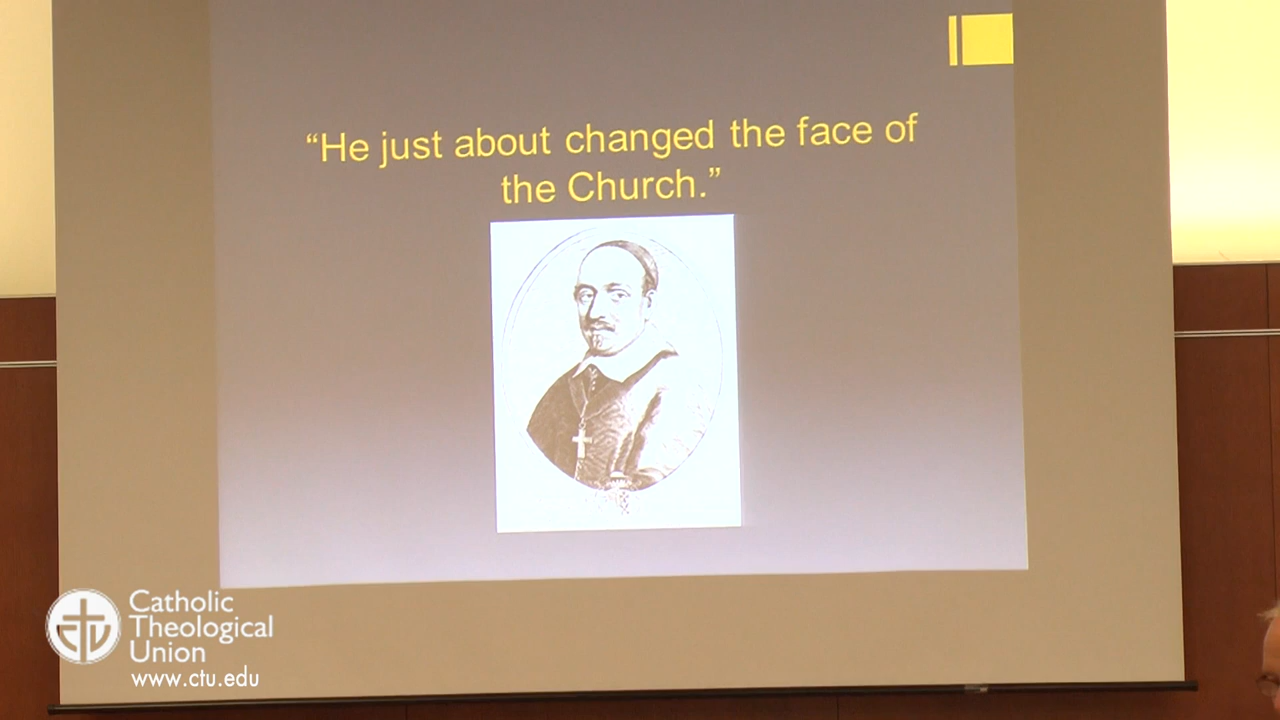 “He just about changed the face of
the Church.”
Catholic
Theological
Union
www.ctu.edu